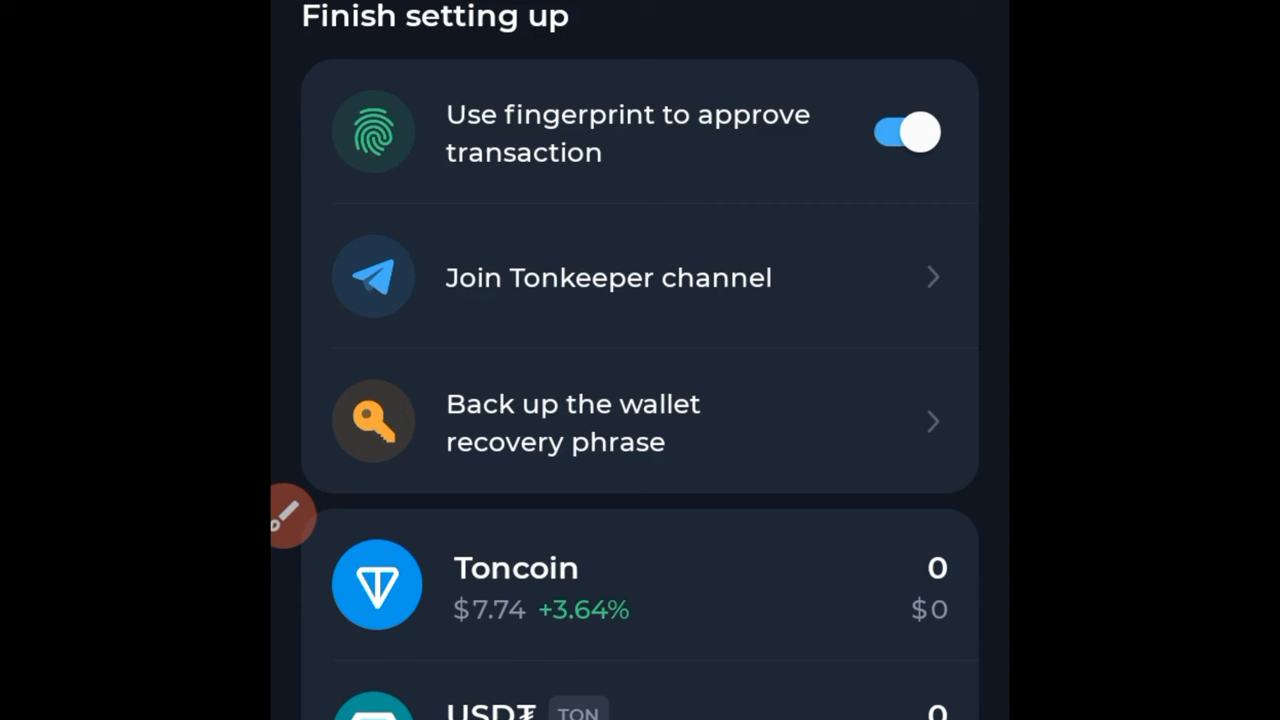 Finish setting up
Use fingerprint to approve
transaction
Join Tonkeeper channel
Back up the wallet
recovery phrase
Toncoin 0
$7.74 +3.64% $0
USD₮ TON 0